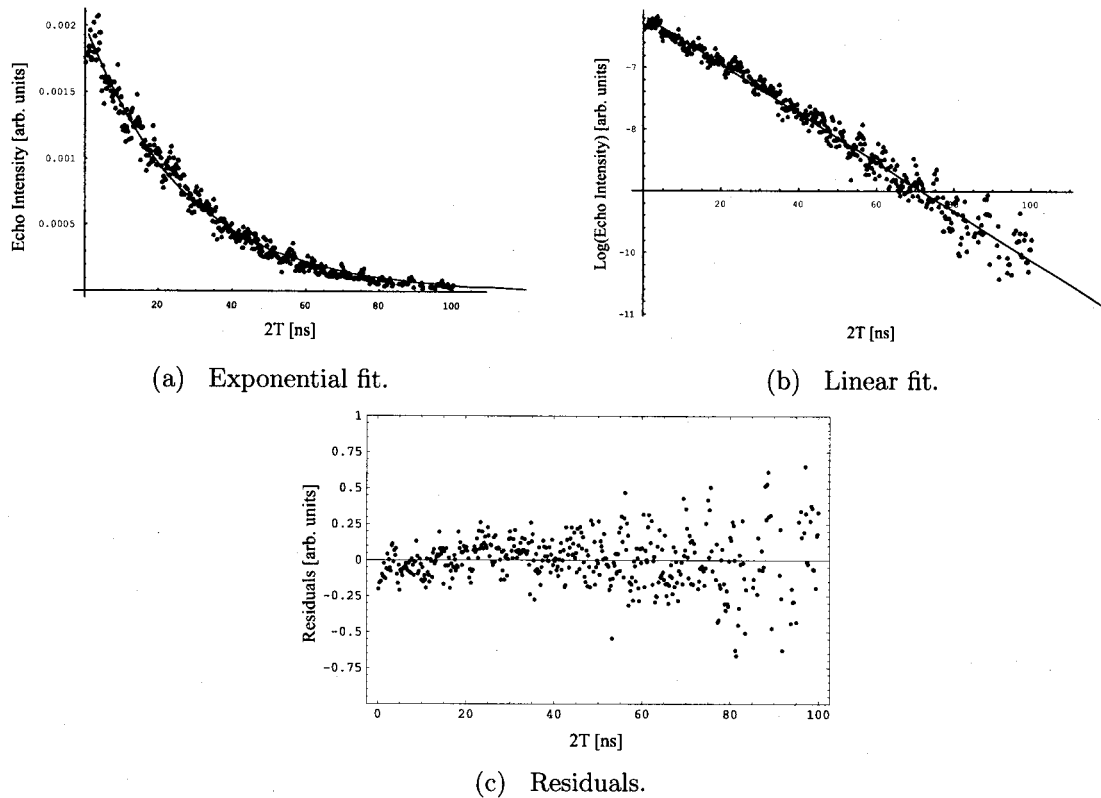 0.002
0.0015
0.001
0.0005
20 40 60 80 100
Echo Intensity [arb. units]
2T [ns]
(a) Exponential fit.
-7
-8
-9
-10
-11
20 40 60 80 100
Log(Echo Intensity) [arb. units]
2T [ns]
(b) Linear fit.
1
0.75
0.5
0.25
0
-0.25
-0.5
-0.75
0 20 40 60 80 100
Residuals [arb. units]
2T [ns]
(c) Residuals.